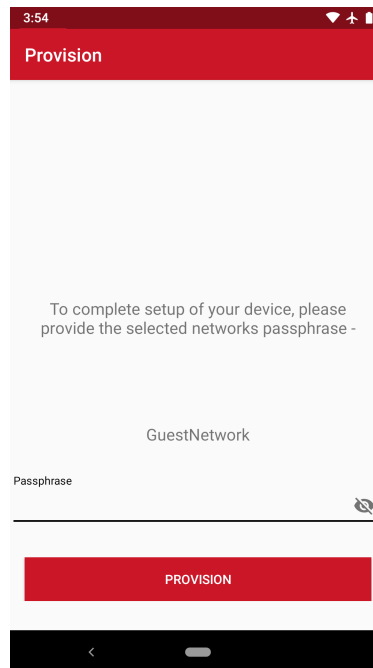 3:54
Provision
To complete setup of your device, please
provide the selected networks passphrase -
GuestNetwork
Passphrase
PROVISION